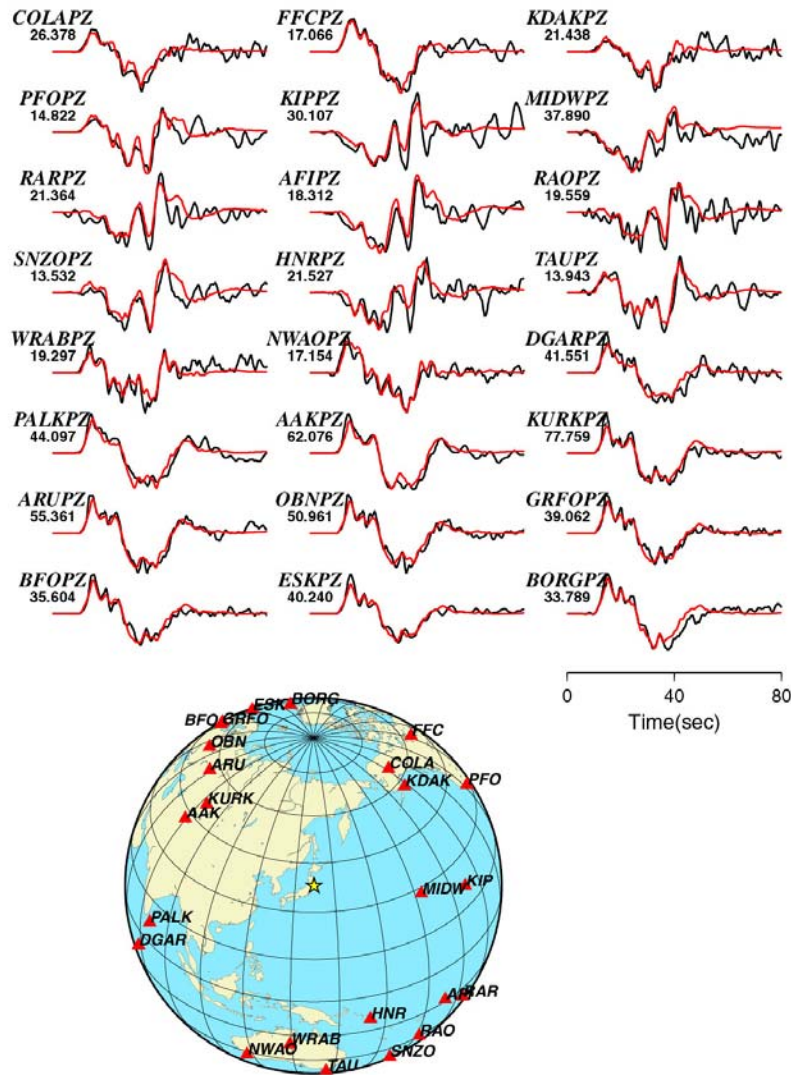 COLAPZ FFCPZ KDAKPZ
26.378 17.066 21.438
PFOPZ KIPPZ MIDWPZ
14.822 30.107 37.890
RARPZ AFIPZ RAOPZ
21.364 18.312 19.559
SNZOPZ HNRPZ TAUPZ
13.532 21.527 13.943
WRABPZ NWAOPZ DGARPZ
19.297 17.154 41.551
PALKPZ AAKPZ KURKPZ
44.097 62.076 77.759
ARUPZ OBNPZ GRFOPZ
55.361 50.961 39.062
BFOPZ ESKPZ BORGPZ
35.604 40.240 33.789
0 40 80
Time(sec)
ESK BORG
BFO GRFO FFC
OBN
ARU COLA
KDAK PFO
KURK
AAK
MIDW KIP
PALK
DGAR
AFI RAR
HNR
RAO
WRAB
NWAO SNZO
TAU